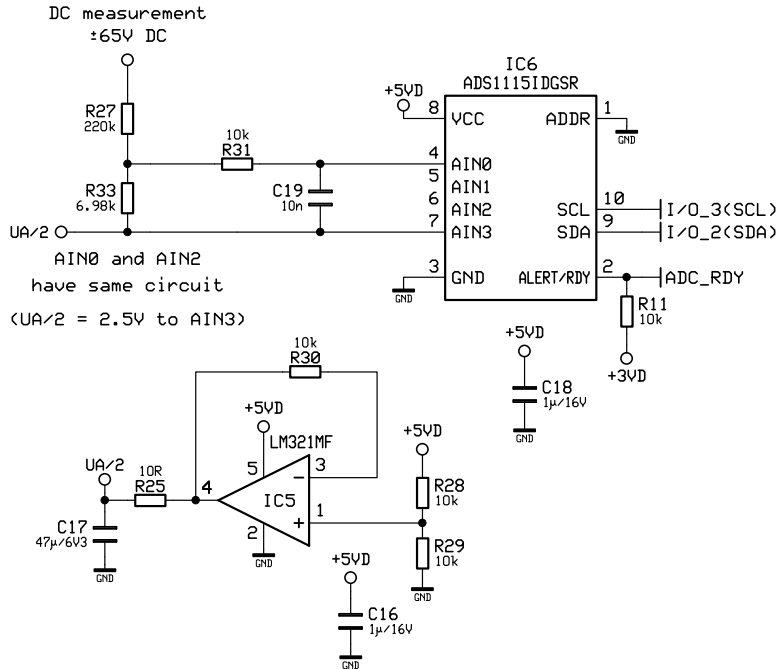 DC measurement
±65V DC
R27
220k
10k
R31
R33
6.98k
C19
10n
UA/2
AIN0 and AIN2
have same circuit
(UA/2 = 2.5V to AIN3)
IC6
ADS1115IDGSR
+5VD
8
VCC
ADDR
1
GND
4
AIN0
5
AIN1
6
AIN2
7
AIN3
SCL
10
I/O_3(SCL)
SDA
9
I/O_2(SDA)
3
GND
GND
ALERT/RDY
2
ADC_RDY
R11
10k
+3VD
+5VD
C18
1µ/16V
GND
10k
R30
+5VD
LM321MF
5
3
−
IC5
4
1
+
2
GND
UA/2
10R
R25
C17
47µ/6V3
GND
+5VD
R28
10k
R29
10k
GND
+5VD
C16
1µ/16V
GND